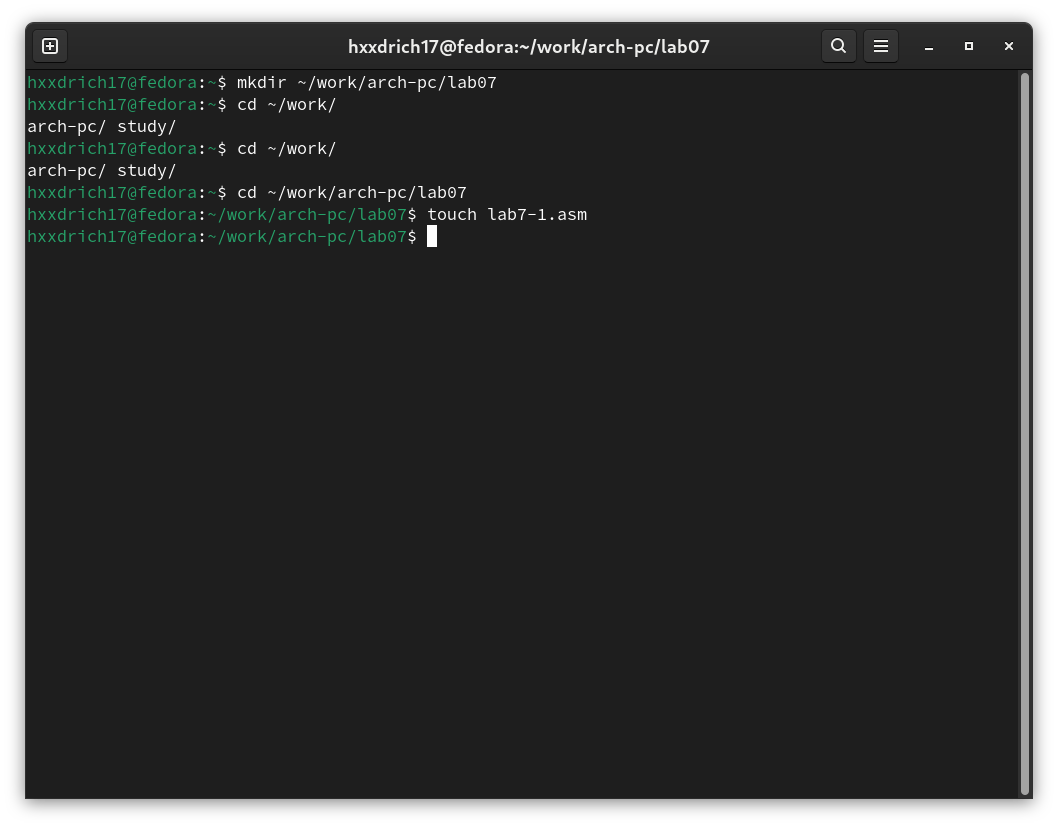 hxxdrich17@fedora:~/work/arch-pc/lab07
hxxdrich17@fedora:~$ mkdir ~/work/arch-pc/lab07
hxxdrich17@fedora:~$ cd ~/work/
arch-pc/ study/
hxxdrich17@fedora:~$ cd ~/work/
arch-pc/ study/
hxxdrich17@fedora:~$ cd ~/work/arch-pc/lab07
hxxdrich17@fedora:~/work/arch-pc/lab07$ touch lab7-1.asm
hxxdrich17@fedora:~/work/arch-pc/lab07$